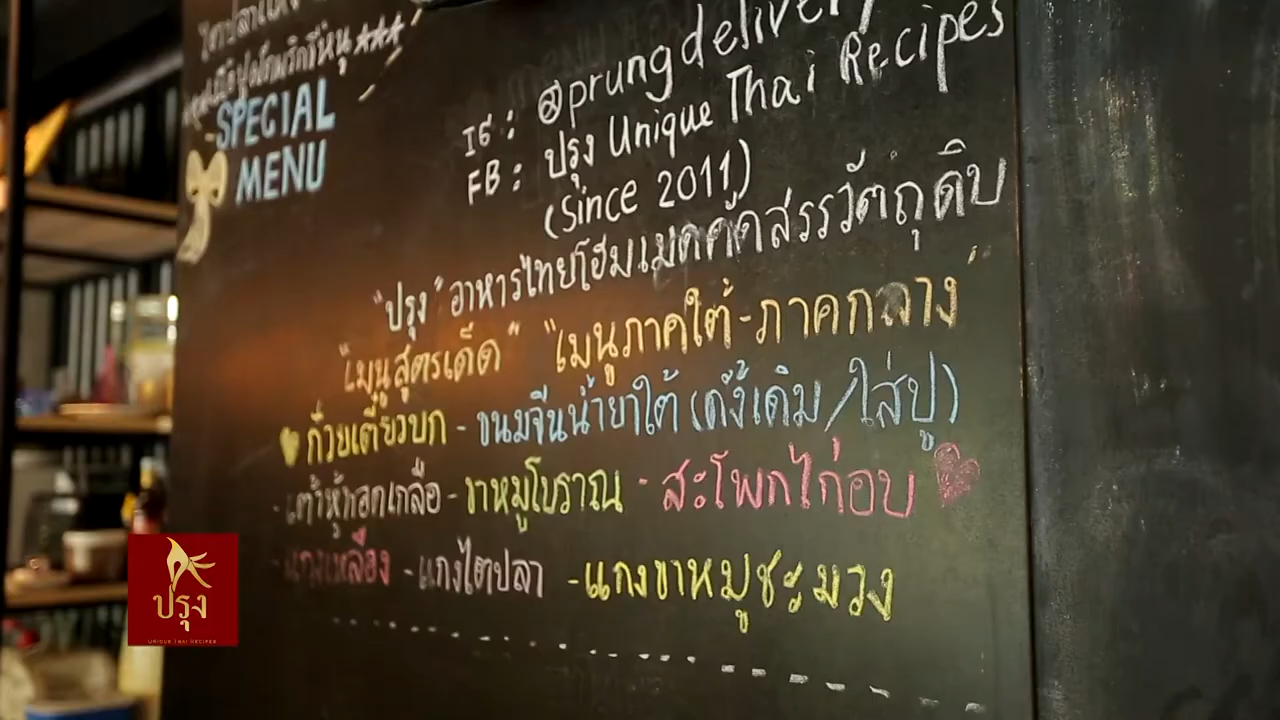 SPECIAL
MENU
IG : @prungdelivery
FB : ปรุง Unique Thai Recipes
(Since 2011)
"ปรุง" อาหารไทยโฮมเมดคัดสรรวัตถุดิบ
"เมนูสูตรเด็ด" "เมนูภาคใต้-ภาคกลาง"
ก๋วยเตี๋ยวบก - ขนมจีนน้ำยาใต้ (ดั้งเดิม/ใส่ปู)
- เต้าหู้ทอดเกลือ - ขาหมูโบราณ - สะโพกไก่อบ
- แกงเหลือง - แกงไตปลา - แกงขาหมูชะมวง
ปรุง
UNIQUE THAI RECIPES